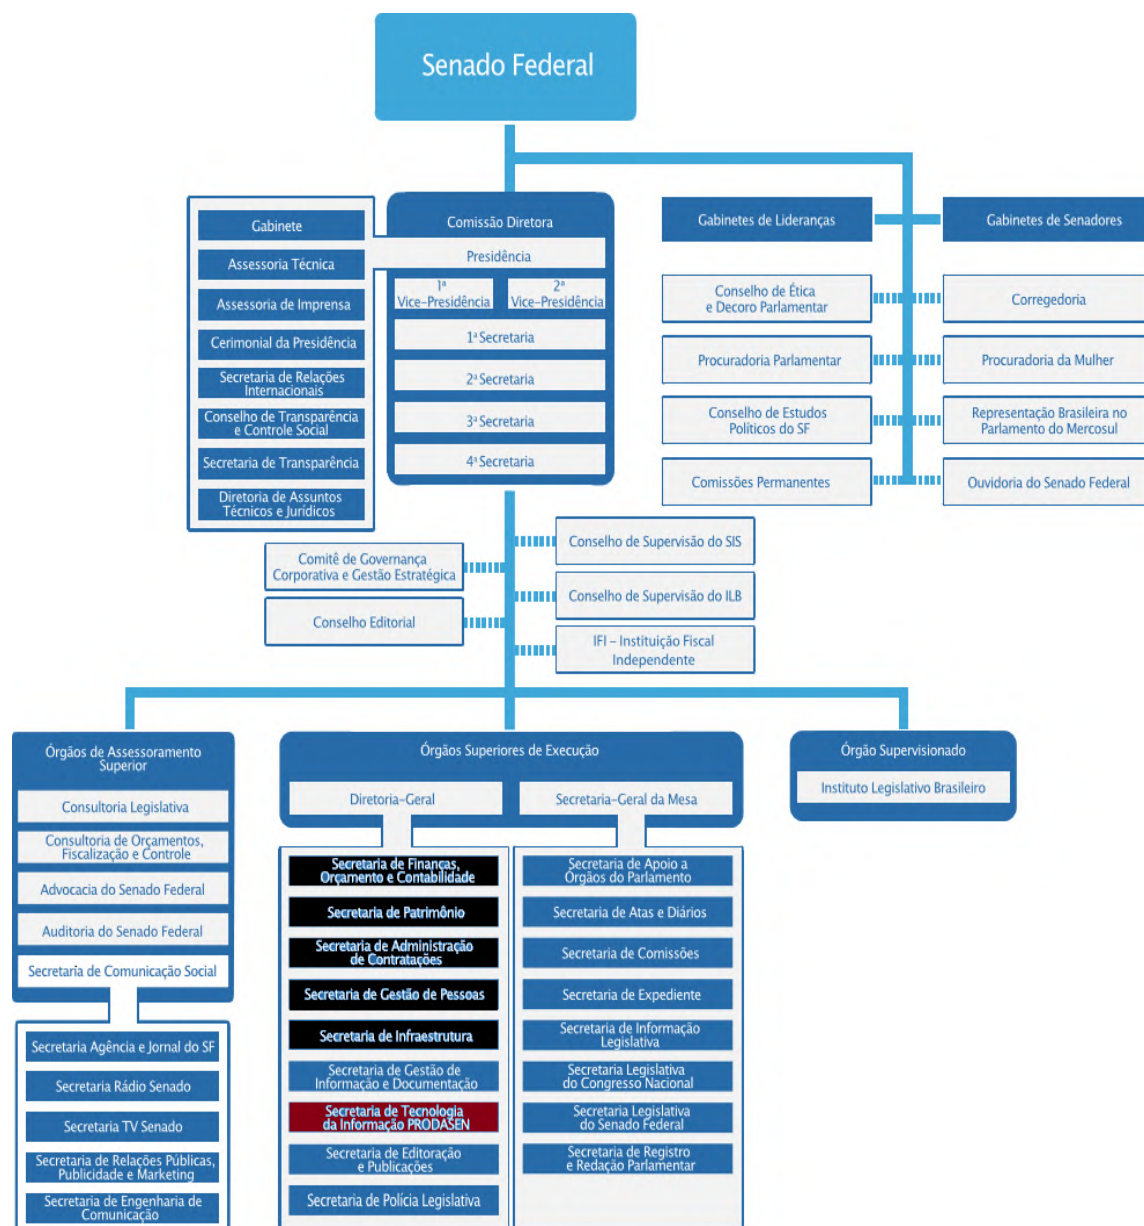 Senado Federal
Gabinete
Assessoria Técnica
Assessoria de Imprensa
Cerimonial da Presidência
Secretaria de Relações
Internacionais
Conselho de Transparência
e Controle Social
Secretaria de Transparência
Diretoria de Assuntos
Técnicos e Jurídicos
Comissão Diretora
Presidência
1ª
Vice-Presidência
2ª
Vice-Presidência
1ª Secretaria
2ª Secretaria
3ª Secretaria
4ª Secretaria
Gabinetes de Lideranças
Gabinetes de Senadores
Conselho de Ética
e Decoro Parlamentar
Corregedoria
Procuradoria Parlamentar
Procuradoria da Mulher
Conselho de Estudos
Políticos do SF
Representação Brasileira no
Parlamento do Mercosul
Comissões Permanentes
Ouvidoria do Senado Federal
Comitê de Governança
Corporativa e Gestão Estratégica
Conselho Editorial
Conselho de Supervisão do SIS
Conselho de Supervisão do ILB
IFI – Instituição Fiscal
Independente
Órgãos de Assessoramento
Superior
Consultoria Legislativa
Consultoria de Orçamentos,
Fiscalização e Controle
Advocacia do Senado Federal
Auditoria do Senado Federal
Secretaria de Comunicação Social
Secretaria Agência e Jornal do SF
Secretaria Rádio Senado
Secretaria TV Senado
Secretaria de Relações Públicas,
Publicidade e Marketing
Secretaria de Engenharia de
Comunicação
Órgãos Superiores de Execução
Diretoria-Geral
Secretaria-Geral da Mesa
Secretaria de Finanças,
Orçamento e Contabilidade
Secretaria de Patrimônio
Secretaria de Administração
de Contratações
Secretaria de Gestão de Pessoas
Secretaria de Infraestrutura
Secretaria de Gestão de
Informação e Documentação
Secretaria de Tecnologia
da Informação PRODASEN
Secretaria de Editoração
e Publicações
Secretaria de Polícia Legislativa
Secretaria de Apoio a
Órgãos do Parlamento
Secretaria de Atas e Diários
Secretaria de Comissões
Secretaria de Expediente
Secretaria de Informação
Legislativa
Secretaria Legislativa
do Congresso Nacional
Secretaria Legislativa
do Senado Federal
Secretaria de Registro
e Redação Parlamentar
Órgão Supervisionado
Instituto Legislativo Brasileiro